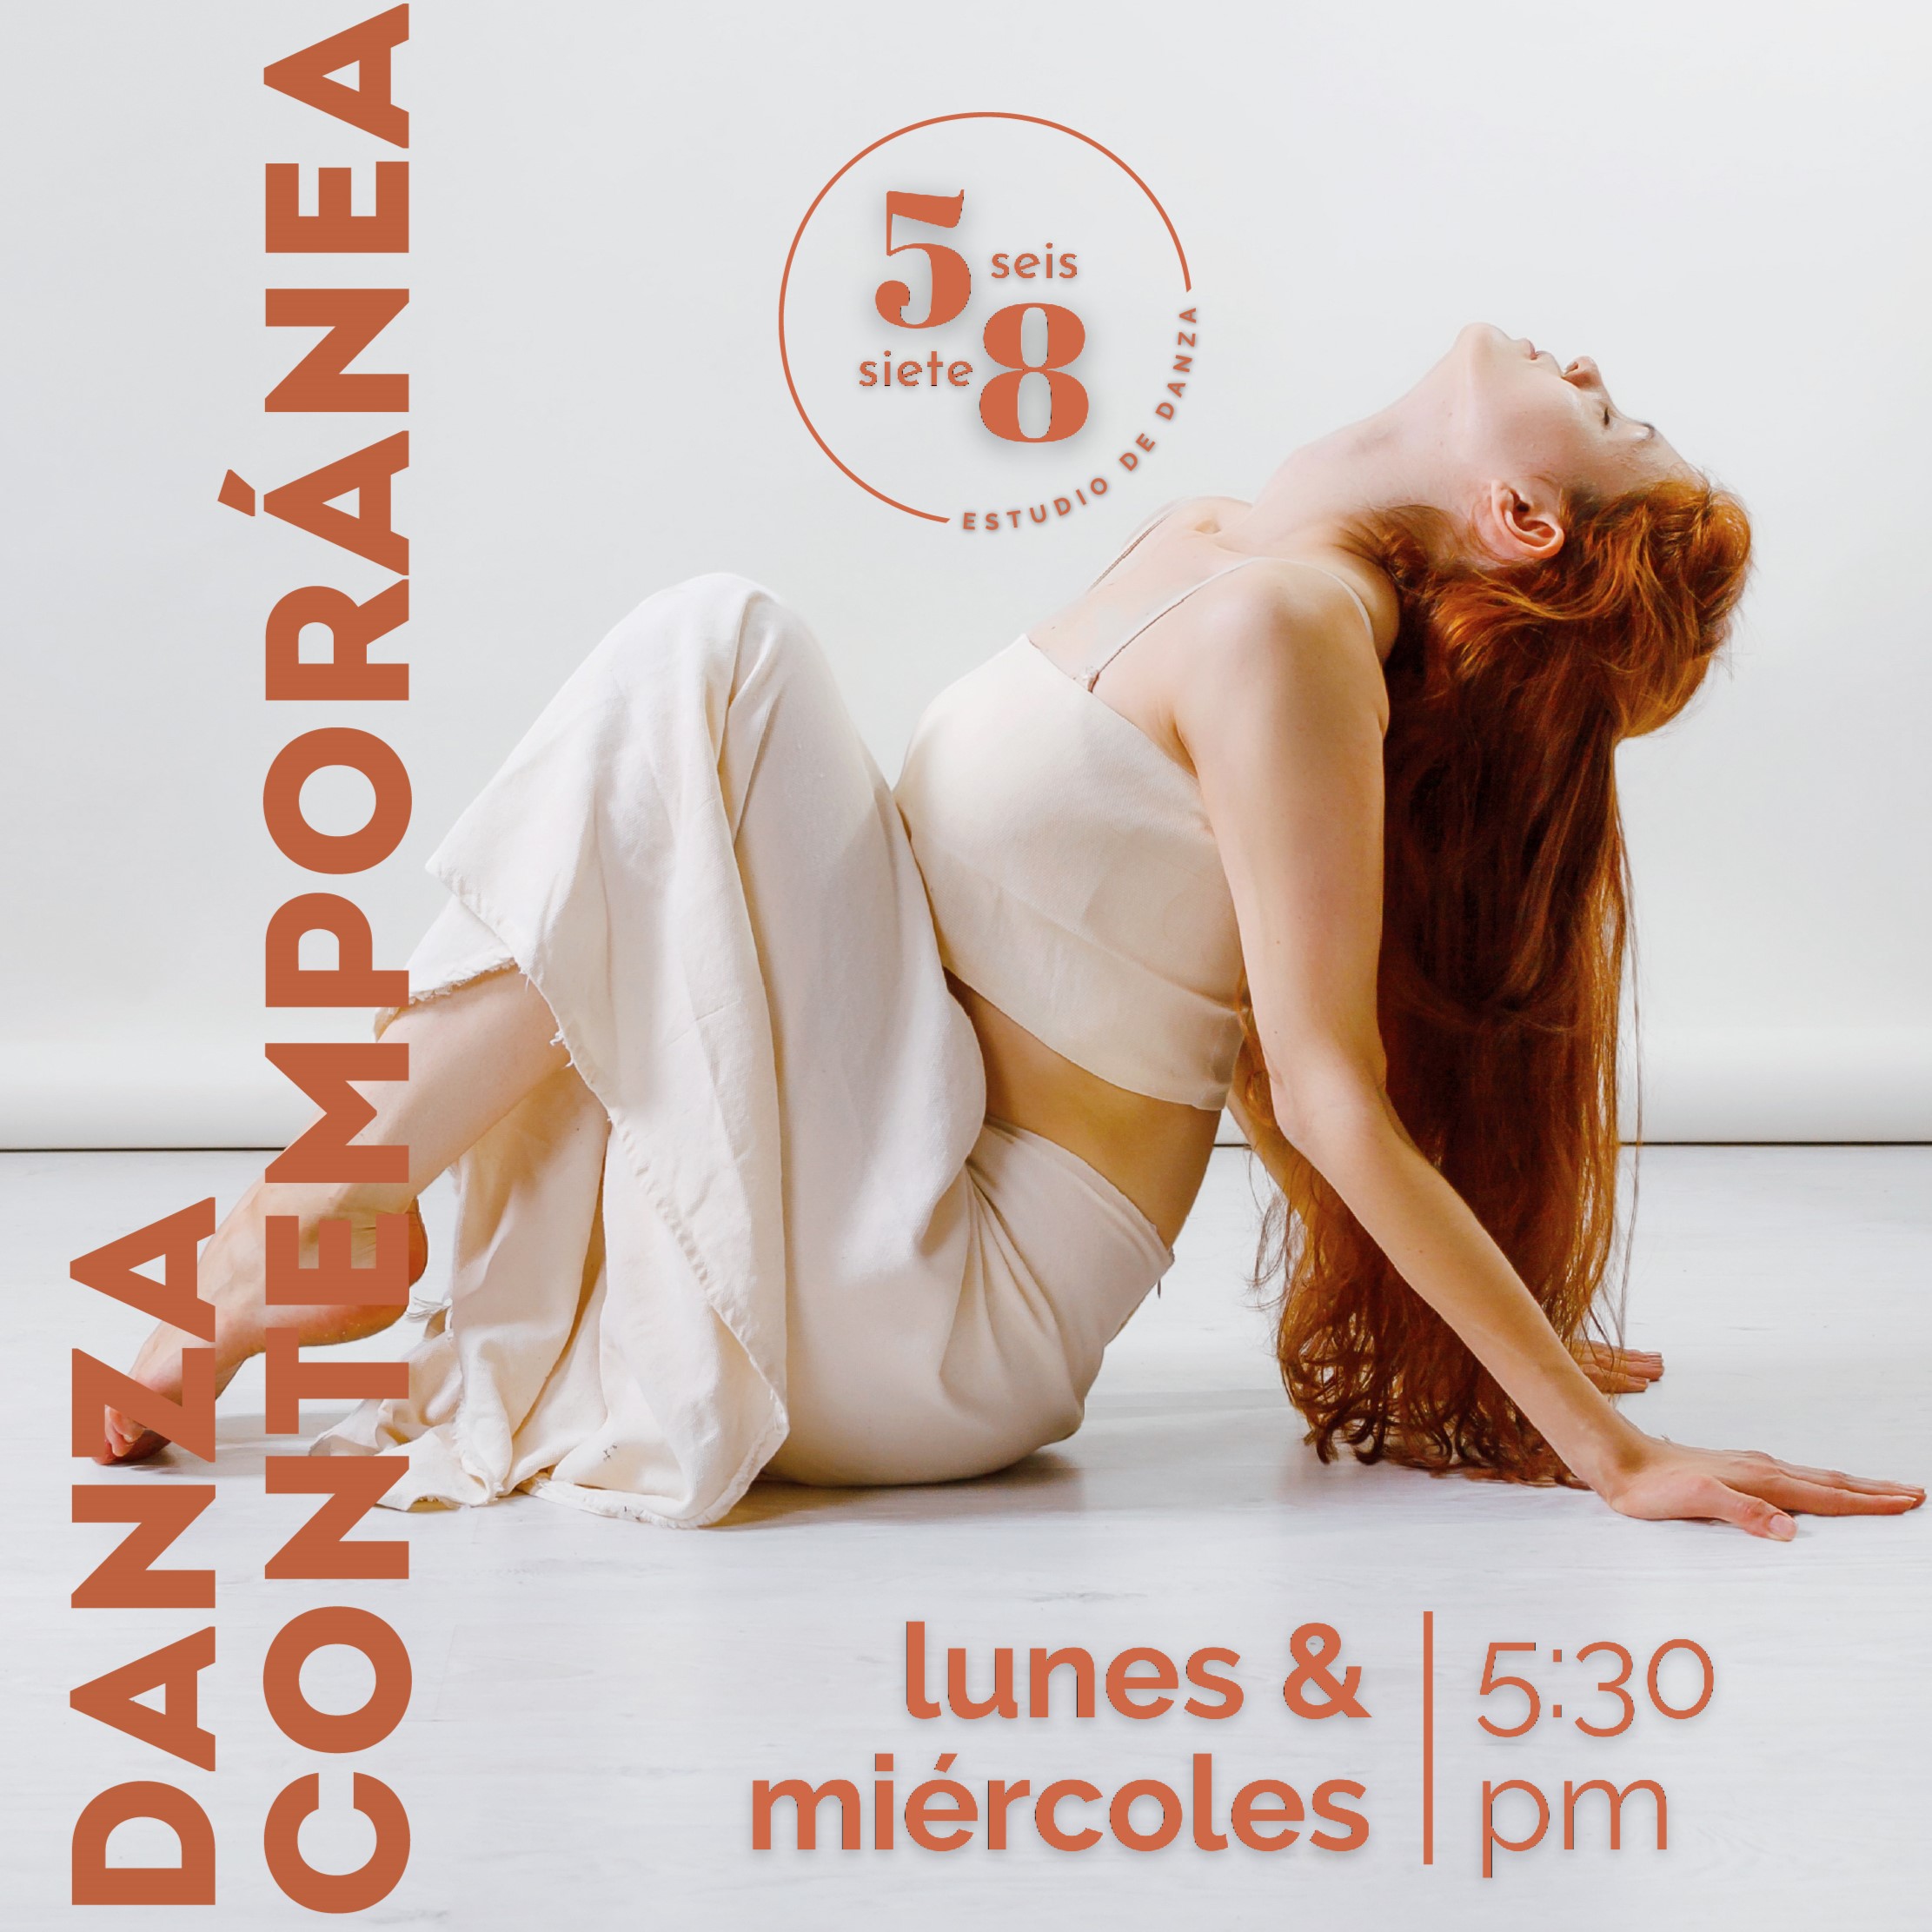 DANZA
CONTEMPORÁNEA
5 seis
siete 8
ESTUDIO DE DANZA
lunes &
miércoles
5:30
pm